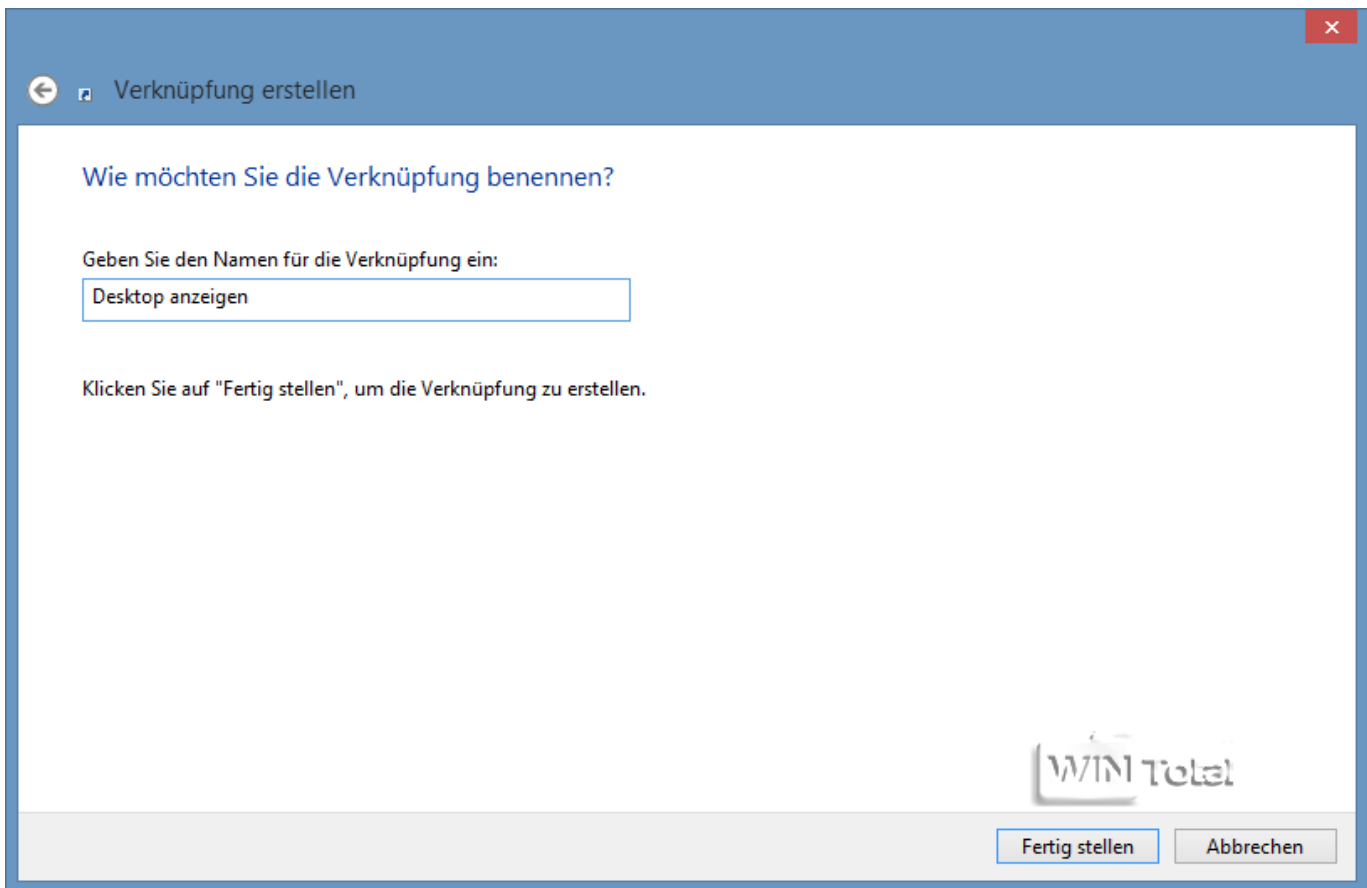 Verknüpfung erstellen
Wie möchten Sie die Verknüpfung benennen?
Geben Sie den Namen für die Verknüpfung ein:
Desktop anzeigen
Klicken Sie auf "Fertig stellen", um die Verknüpfung zu erstellen.
WIN Total
Fertig stellen
Abbrechen